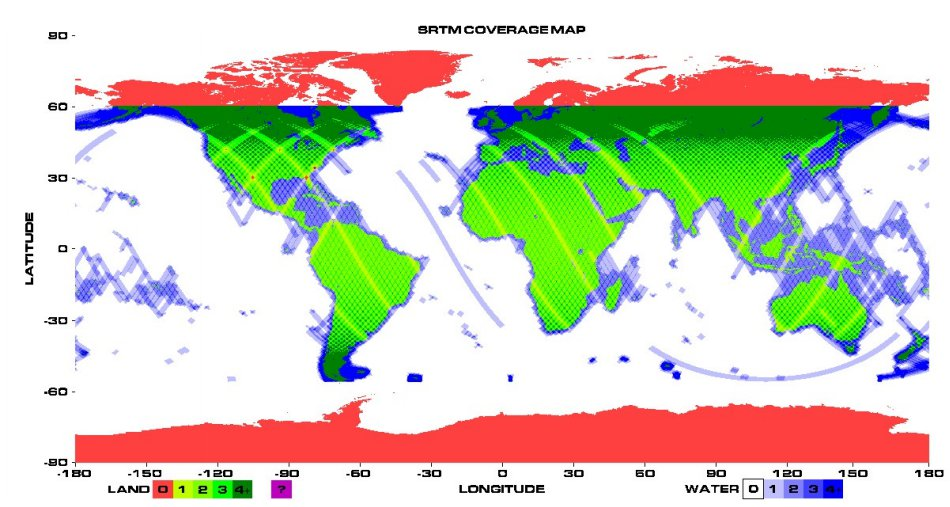 SRTM COVERAGE MAP
90
60
30
0
-30
-60
-90
LATITUDE
-180 -150 -120 -90 -60 -30 0 30 60 90 120 150 180
LAND 0 1 2 3 4+ ? LONGITUDE WATER 0 1 2 3 4+